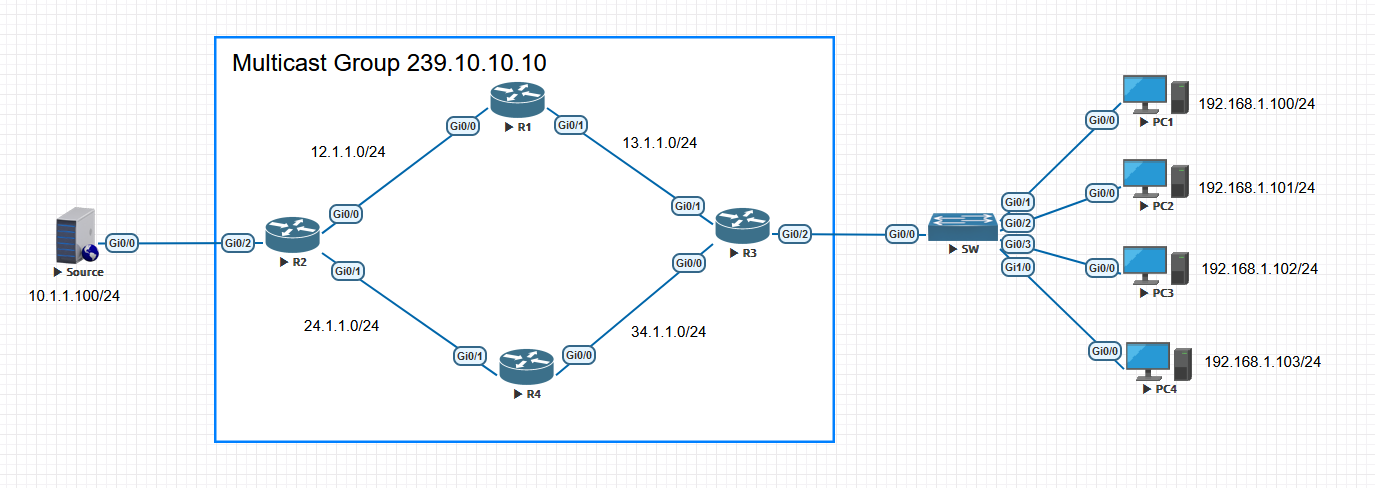 Multicast Group 239.10.10.10
R1
Gi0/0
Gi0/1
12.1.1.0/24
13.1.1.0/24
Gi0/0
Gi0/1
Source
Gi0/0
10.1.1.100/24
Gi0/2
R2
Gi0/1
24.1.1.0/24
R3
Gi0/2
Gi0/0
34.1.1.0/24
Gi0/1
Gi0/0
R4
Gi0/0
SW
Gi0/1
Gi0/2
Gi0/3
Gi1/0
Gi0/0
PC1
192.168.1.100/24
Gi0/0
PC2
192.168.1.101/24
Gi0/0
PC3
192.168.1.102/24
Gi0/0
PC4
192.168.1.103/24